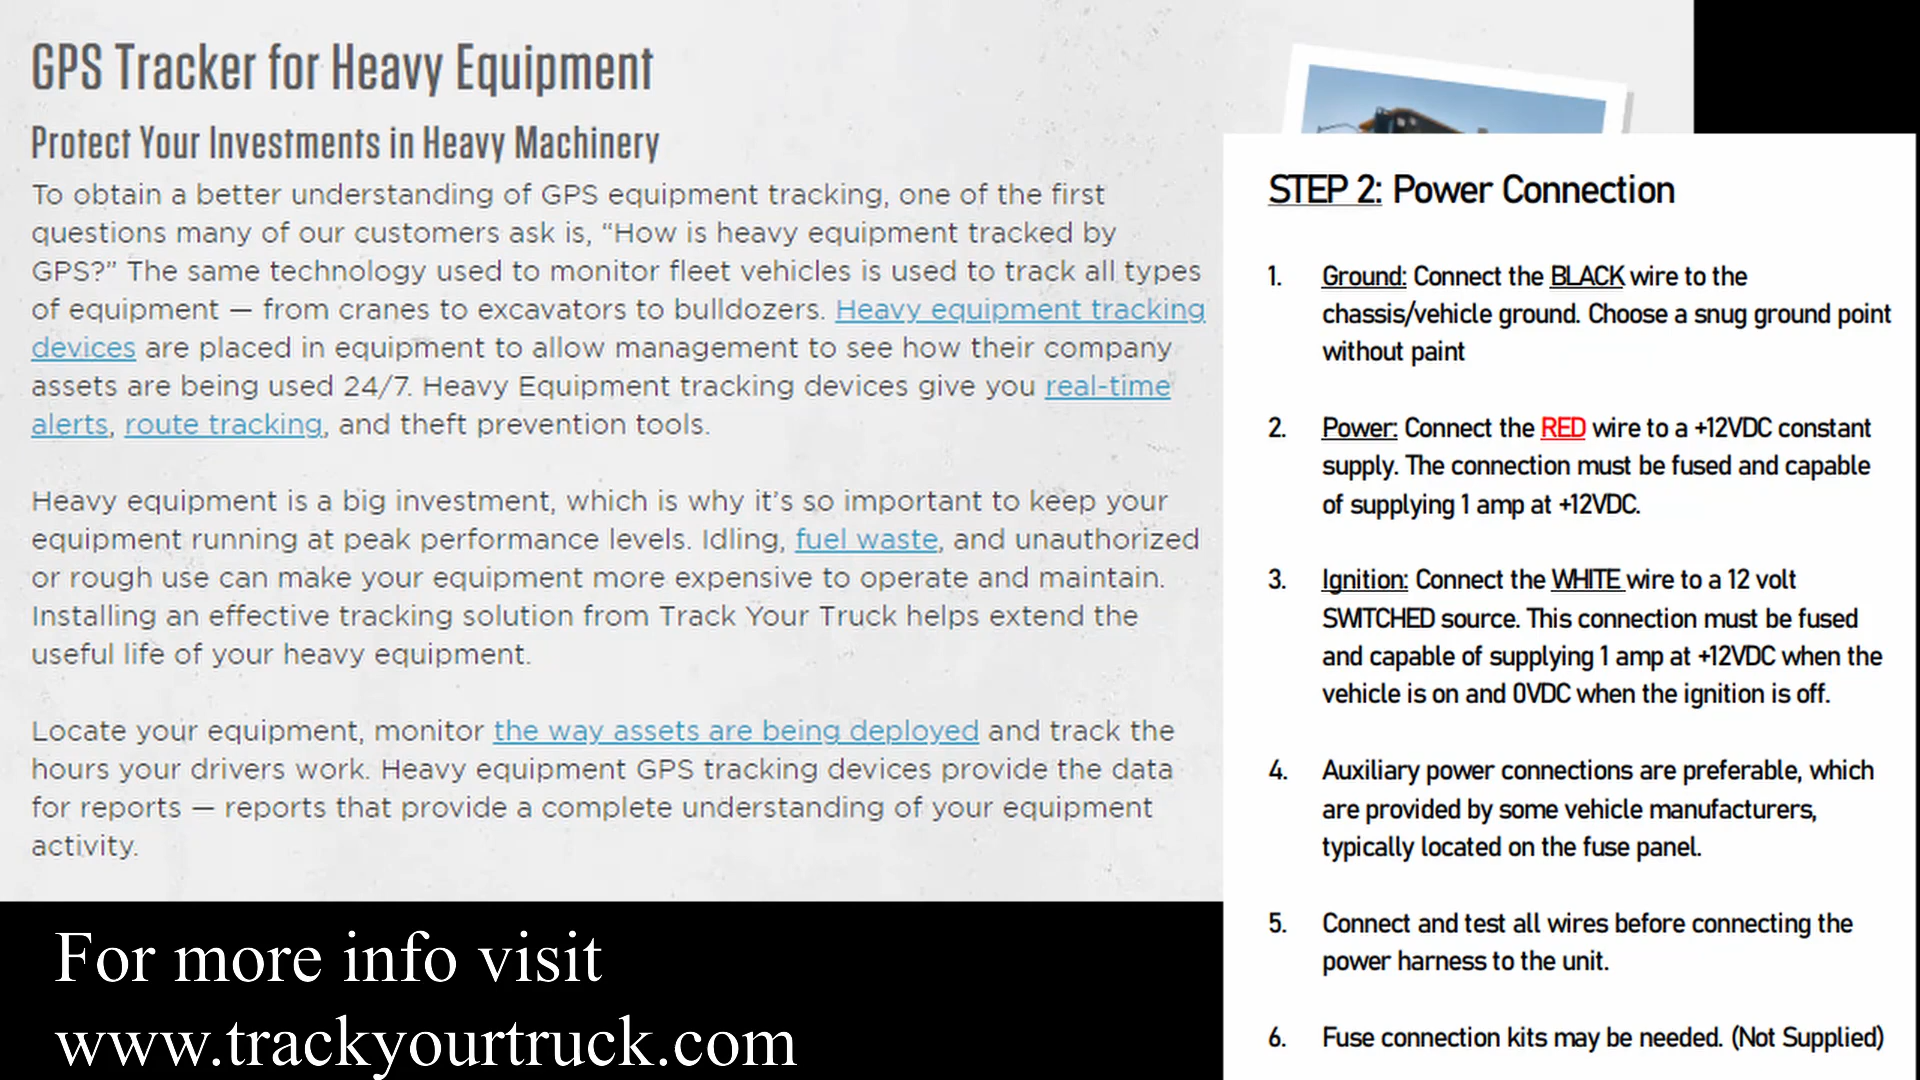 GPS Tracker for Heavy Equipment
Protect Your Investments in Heavy Machinery
To obtain a better understanding of GPS equipment tracking, one of the first
questions many of our customers ask is, “How is heavy equipment tracked by
GPS?” The same technology used to monitor fleet vehicles is used to track all types
of equipment — from cranes to excavators to bulldozers. Heavy equipment tracking
devices are placed in equipment to allow management to see how their company
assets are being used 24/7. Heavy Equipment tracking devices give you real-time
alerts, route tracking, and theft prevention tools.
Heavy equipment is a big investment, which is why it’s so important to keep your
equipment running at peak performance levels. Idling, fuel waste, and unauthorized
or rough use can make your equipment more expensive to operate and maintain.
Installing an effective tracking solution from Track Your Truck helps extend the
useful life of your heavy equipment.
Locate your equipment, monitor the way assets are being deployed and track the
hours your drivers work. Heavy equipment GPS tracking devices provide the data
for reports — reports that provide a complete understanding of your equipment
activity.
For more info visit
www.trackyourtruck.com
STEP 2: Power Connection
1. Ground: Connect the BLACK wire to the
chassis/vehicle ground. Choose a snug ground point
without paint
2. Power: Connect the RED wire to a +12VDC constant
supply. The connection must be fused and capable
of supplying 1 amp at +12VDC.
3. Ignition: Connect the WHITE wire to a 12 volt
SWITCHED source. This connection must be fused
and capable of supplying 1 amp at +12VDC when the
vehicle is on and 0VDC when the ignition is off.
4. Auxiliary power connections are preferable, which
are provided by some vehicle manufacturers,
typically located on the fuse panel.
5. Connect and test all wires before connecting the
power harness to the unit.
6. Fuse connection kits may be needed. (Not Supplied)